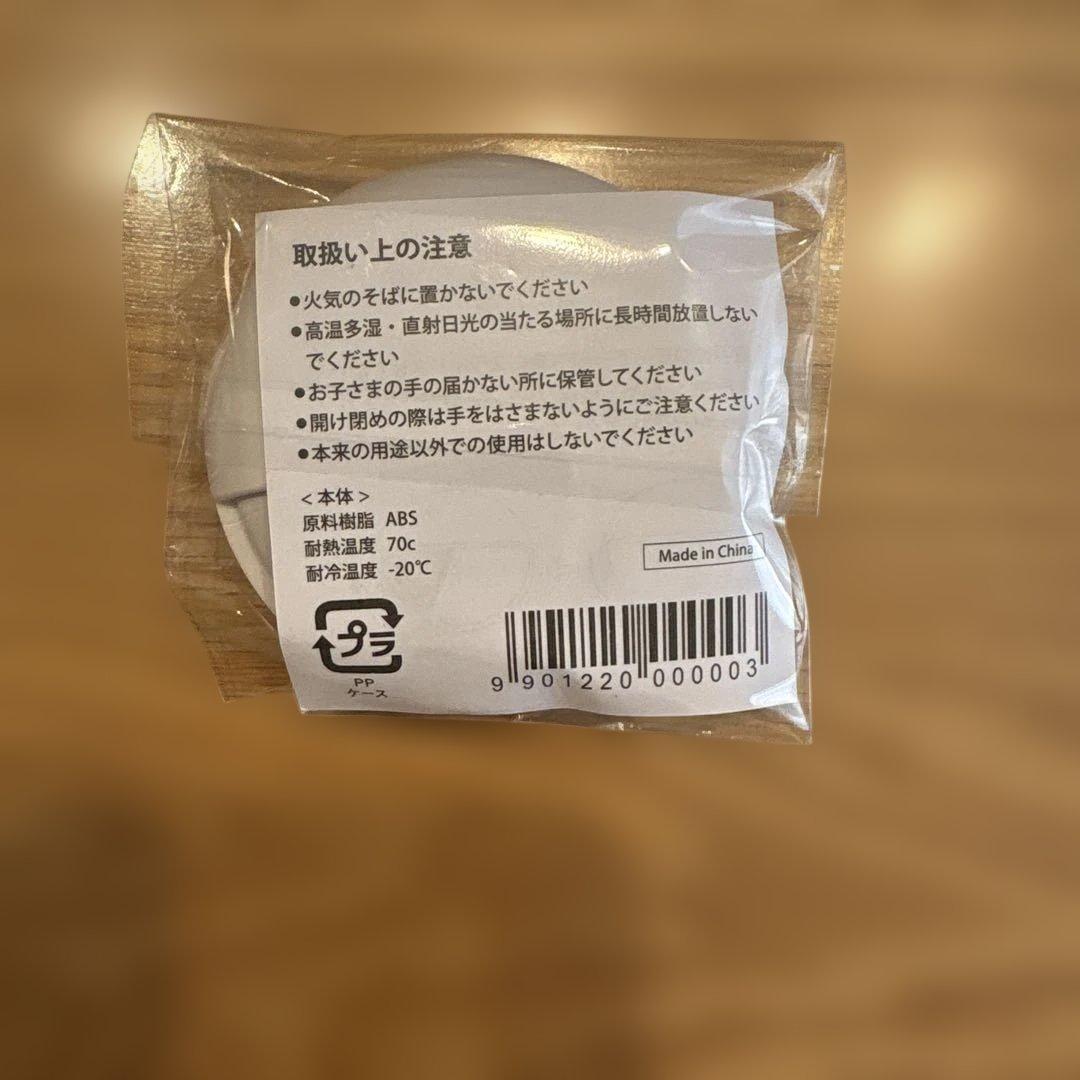 取扱い上の注意
●火気のそばに置かないでください
●高温多湿・直射日光の当たる場所に長時間放置しない
でください
●お子さまの手の届かない所に保管してください
●開け閉めの際は手をはさまないようにご注意ください
●本来の用途以外での使用はしないでください
<本体>
原料樹脂 ABS
耐熱温度 70c
耐冷温度 -20℃
Made in China
プラ
PP
ケース
9 901220 000003